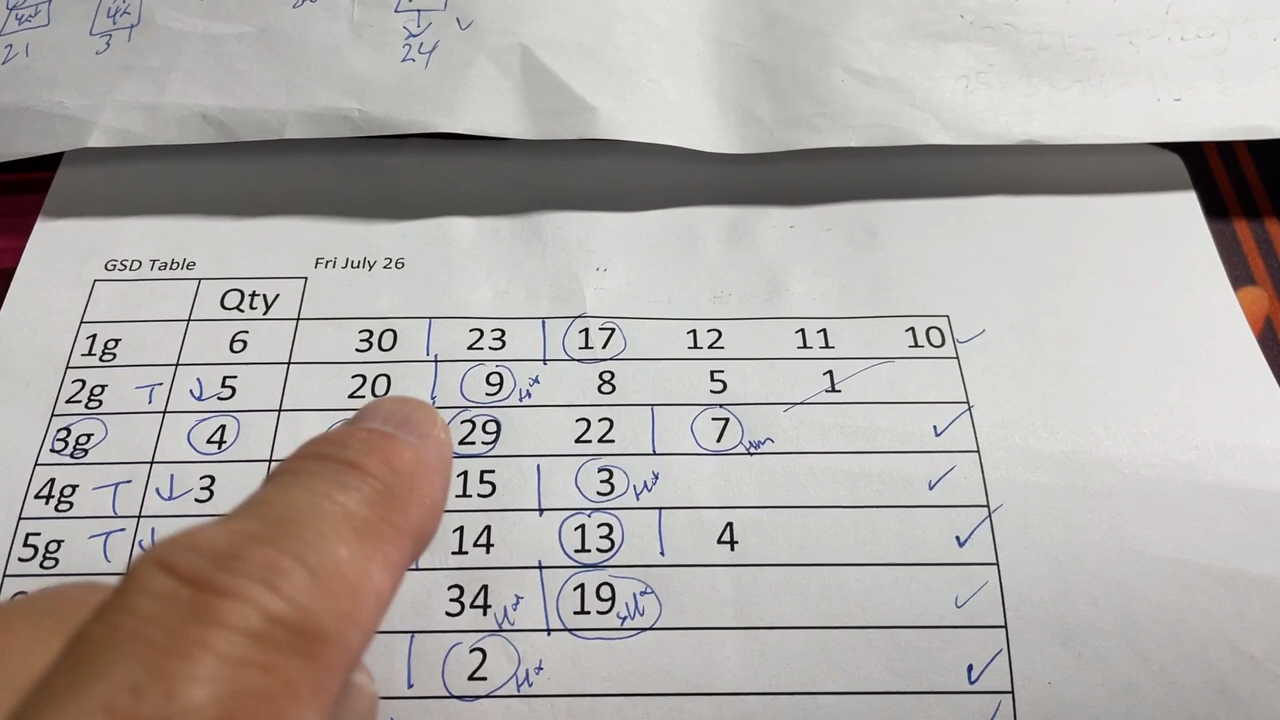 21 31 24
GSD Table Fri July 26
Qty
1g 6 30 23 17 12 11 10
2g T ↓5 20 9 8 5 1
3g 4 29 22 7
4g T ↓3 15 3
5g T ↓ 14 13 4
34 19
2